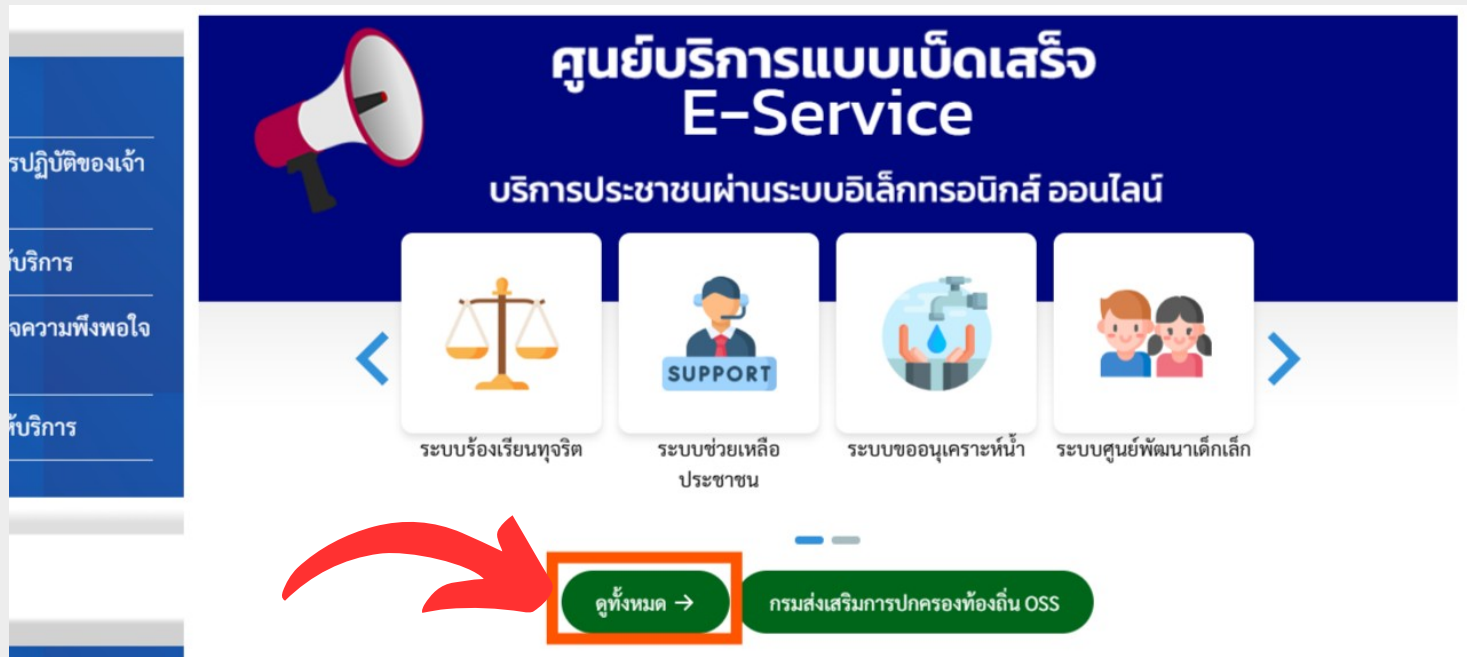 ศูนย์บริการแบบเบ็ดเสร็จ
E-Service
บริการประชาชนผ่านระบบอิเล็กทรอนิกส์ ออนไลน์
รปฏิบัติของเจ้า
บริการ
จความพึงพอใจ
ห้บริการ
SUPPORT
ระบบร้องเรียนทุจริต
ระบบช่วยเหลือ
ประชาชน
ระบบขออนุเคราะห์น้ำ
ระบบศูนย์พัฒนาเด็กเล็ก
ดูทั้งหมด →
กรมส่งเสริมการปกครองท้องถิ่น OSS